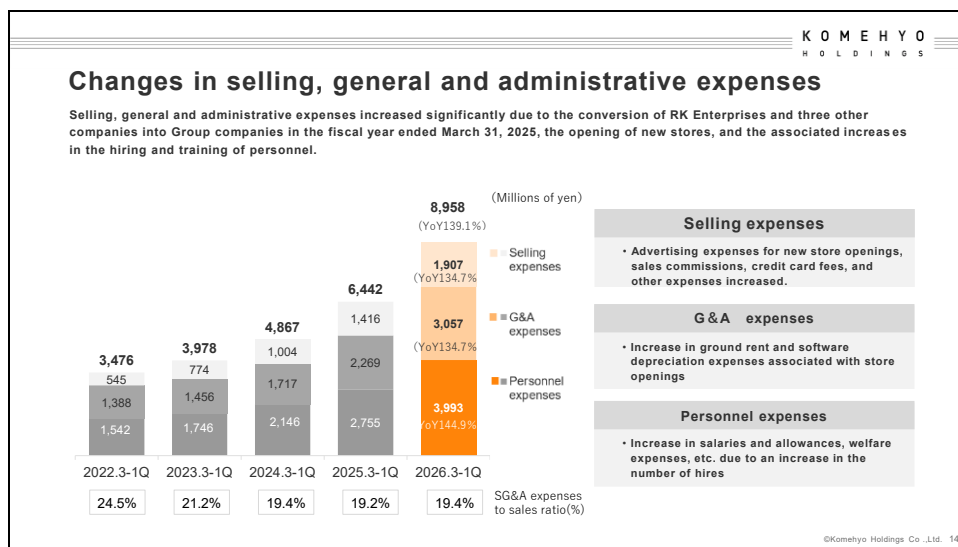 KOMEHYO
HOLDINGS
Changes in selling, general and administrative expenses
Selling, general and administrative expenses increased significantly due to the conversion of RK Enterprises and three other
companies into Group companies in the fiscal year ended March 31, 2025, the opening of new stores, and the associated increases
in the hiring and training of personnel.
(Millions of yen)
8,958
(YoY139.1%)
1,907
(YoY134.7%
3,057
(YoY134.7%
3,993
YoY144.9%
6,442
1,416
2,269
2,755
4,867
1,004
1,717
2,146
3,978
774
1,456
1,746
3,476
545
1,388
1,542
Selling
expenses
G&A
expenses
Personnel
expenses
2022.3-1Q 2023.3-1Q 2024.3-1Q 2025.3-1Q 2026.3-1Q
24.5% 21.2% 19.4% 19.2% 19.4%
SG&A expenses
to sales ratio(%)
Selling expenses
・Advertising expenses for new store openings,
sales commissions, credit card fees, and
other expenses increased.
G&A expenses
・Increase in ground rent and software
depreciation expenses associated with store
openings
Personnel expenses
・Increase in salaries and allowances, welfare
expenses, etc. due to an increase in the
number of hires
©Komehyo Holdings Co .,Ltd. 14